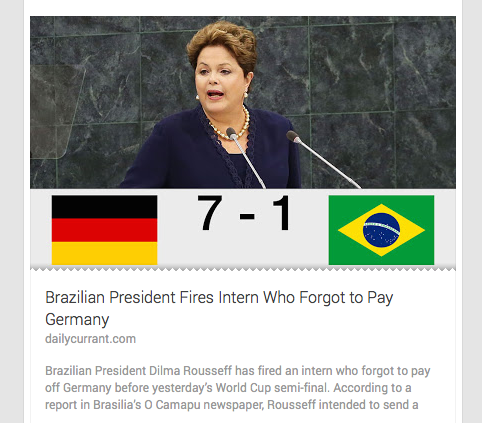 7 - 1
Brazilian President Fires Intern Who Forgot to Pay
Germany
dailycurrant.com
Brazilian President Dilma Rousseff has fired an intern who forgot to pay
off Germany before yesterday's World Cup semi-final. According to a
report in Brasilia's O Camapu newspaper, Rousseff intended to send a